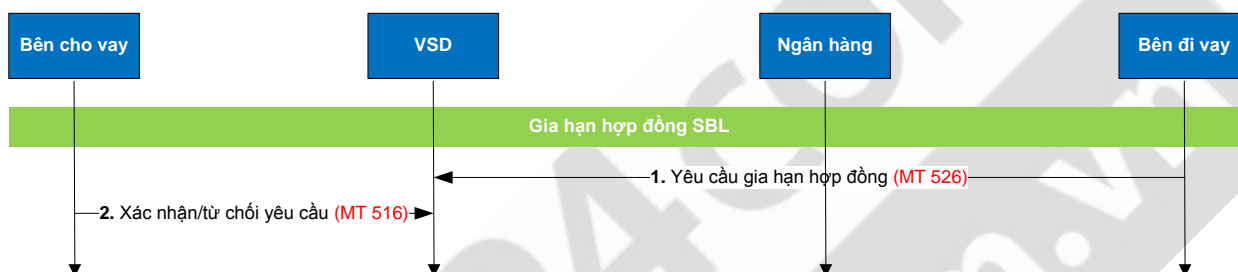 Bên cho vay
VSD
Ngân hàng
Bên đi vay
Gia hạn hợp đồng SBL
1. Yêu cầu gia hạn hợp đồng (MT 526)
2. Xác nhận/từ chối yêu cầu (MT 516)